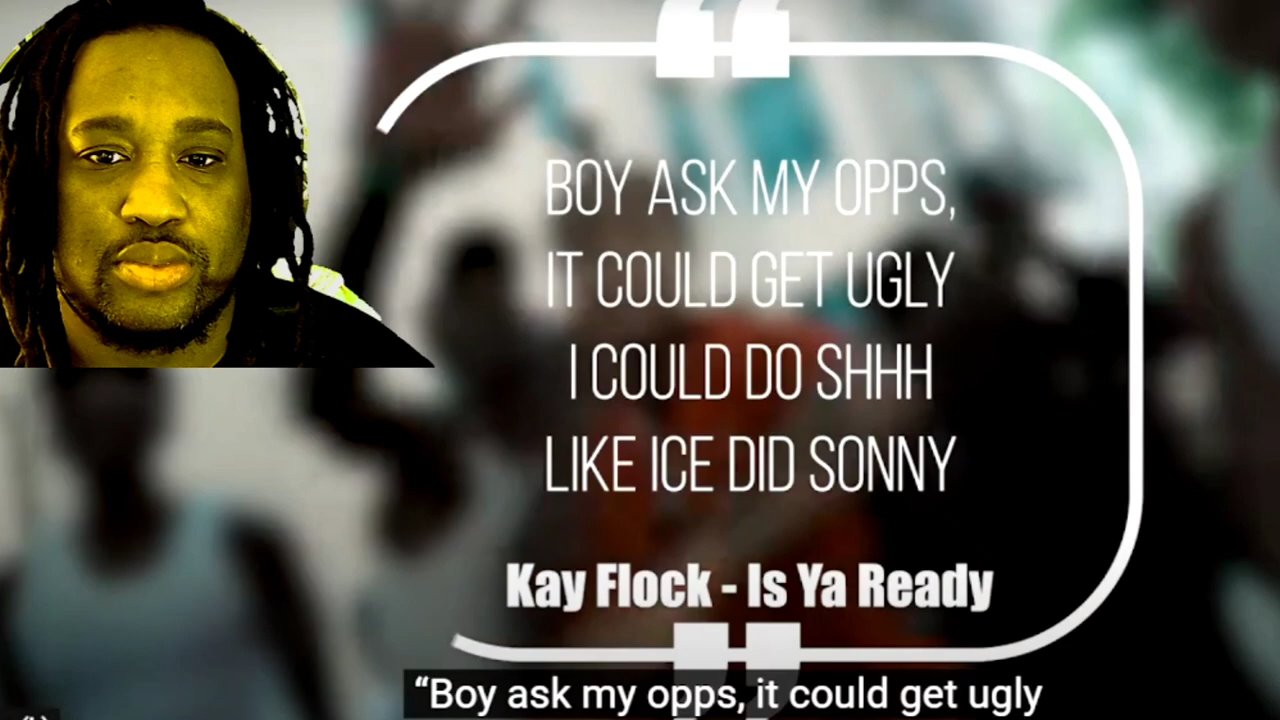 BOY ASK MY OPPS,
IT COULD GET UGLY
I COULD DO SHHH
LIKE ICE DID SONNY
Kay Flock - Is Ya Ready
“Boy ask my opps, it could get ugly